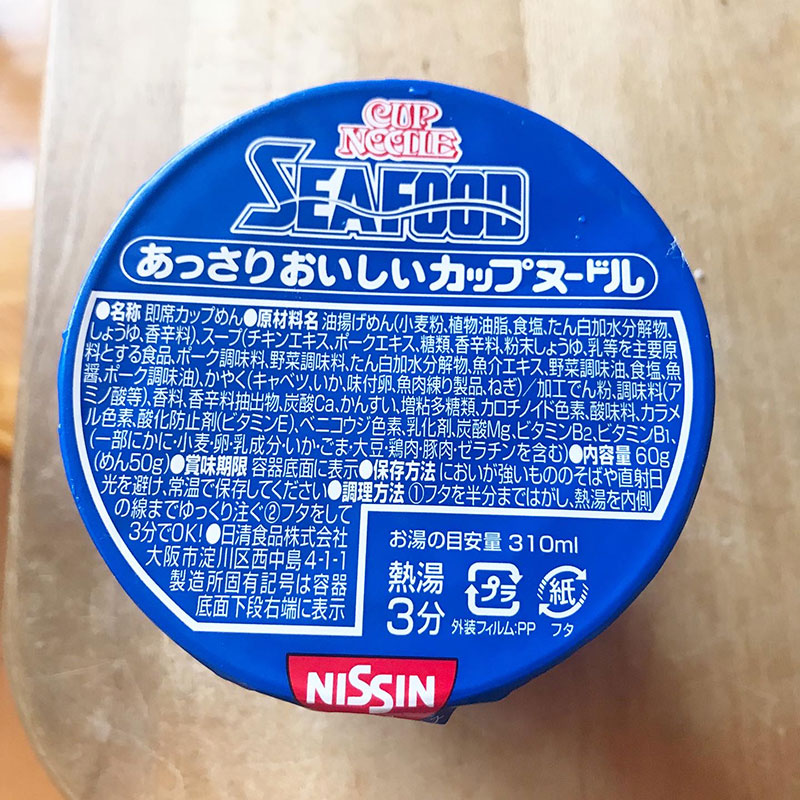 CUP
NOODLE
SEAFOOD
あっさりおいしいカップヌードル
●名称 即席カップめん●原材料名 油揚げめん(小麦粉、植物油脂、食塩、たん白加水分解物、
しょうゆ、香辛料)、スープ(チキンエキス、ポークエキス、糖類、香辛料、粉末しょうゆ、乳等を主要原
料とする食品、ポーク調味料、野菜調味料、たん白加水分解物、魚介エキス、野菜調味油、食塩、魚
醤、ポーク調味油)、かやく(キャベツ、いか、味付卵、魚肉練り製品、ねぎ)/加工でん粉、調味料(ア
ミノ酸等)、香料、香辛料抽出物、炭酸Ca、かんすい、増粘多糖類、カロチノイド色素、酸味料、カラメ
ル色素、酸化防止剤(ビタミンE)、ベニコウジ色素、乳化剤、炭酸Mg、ビタミンB2、ビタミンB1、
(一部にかに・小麦・卵・乳成分・いか・ごま・大豆・鶏肉・豚肉・ゼラチンを含む)●内容量 60g
(めん50g)●賞味期限 容器底面に表示●保存方法 においが強いもののそばや直射日
光を避け、常温で保存してください●調理方法 ①フタを半分まではがし、熱湯を内側
の線までゆっくり注ぐ②フタをして
3分でOK!●日清食品株式会社
大阪市淀川区西中島4-1-1
製造所固有記号は容器
底面下段右端に表示
お湯の目安量 310ml
熱湯
3分
プラ
外装フィルム:PP
紙
フタ
NISSIN